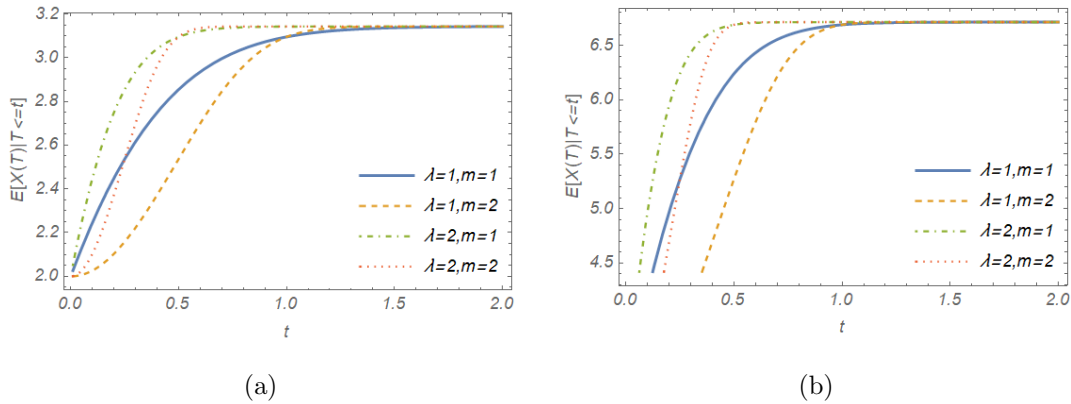 3.2
3.0
2.8
2.6
2.4
2.2
2.0
E[X(T)|T <=t]
λ=1,m=1
λ=1,m=2
λ=2,m=1
λ=2,m=2
0.0 0.5 1.0 1.5 2.0
t
(a)
6.5
6.0
5.5
5.0
4.5
E[X(T)|T <=t]
λ=1,m=1
λ=1,m=2
λ=2,m=1
λ=2,m=2
0.0 0.5 1.0 1.5 2.0
t
(b)